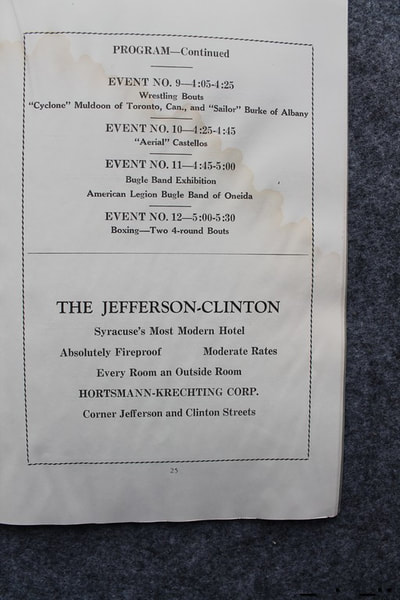 PROGRAM—Continued
EVENT NO. 9—4:05-4:25
Wrestling Bouts
"Cyclone" Muldoon of Toronto, Can., and "Sailor" Burke of Albany
EVENT NO. 10—4:25-4:45
"Aerial" Castellos
EVENT NO. 11—4:45-5:00
Bugle Band Exhibition
American Legion Bugle Band of Oneida
EVENT NO. 12—5:00-5:30
Boxing—Two 4-round Bouts
THE JEFFERSON-CLINTON
Syracuse's Most Modern Hotel
Absolutely Fireproof Moderate Rates
Every Room an Outside Room
HORTSMANN-KRECHTING CORP.
Corner Jefferson and Clinton Streets
25